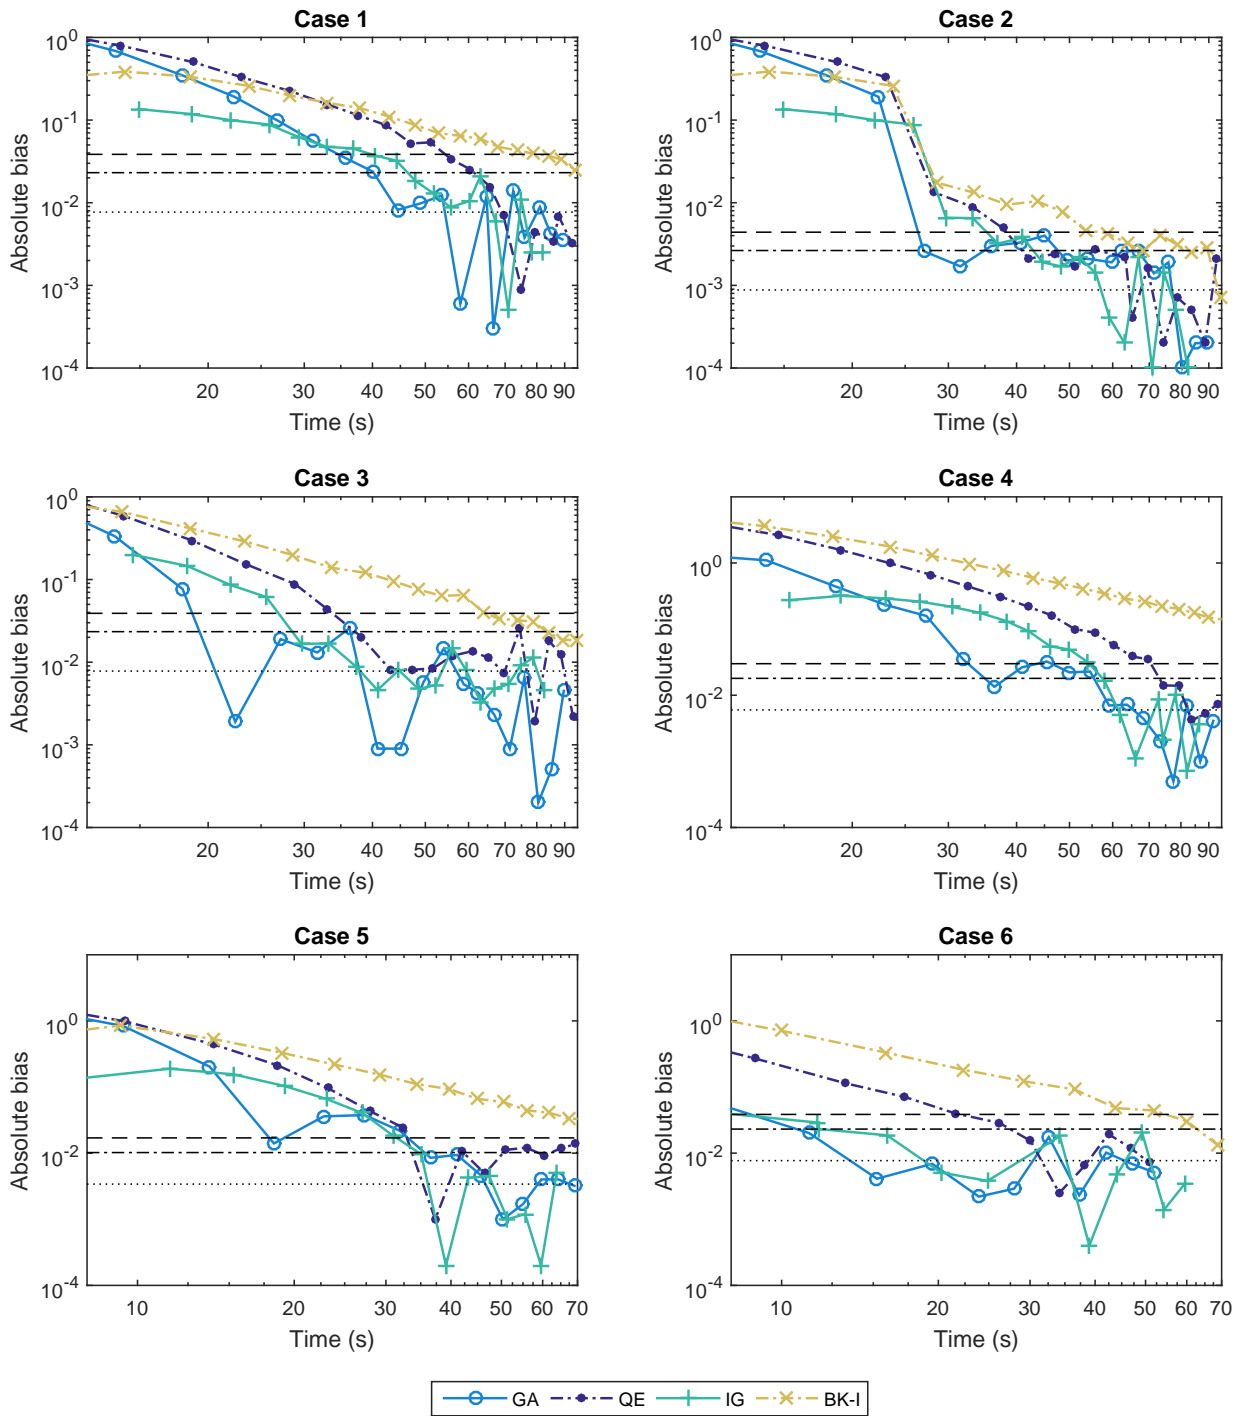 Case 1
Absolute bias
10^0
10^-1
10^-2
10^-3
10^-4
20 30 40 50 60 70 80 90
Time (s)
Case 2
Absolute bias
10^0
10^-1
10^-2
10^-3
10^-4
20 30 40 50 60 70 80 90
Time (s)
Case 3
Absolute bias
10^0
10^-1
10^-2
10^-3
10^-4
20 30 40 50 60 70 80 90
Time (s)
Case 4
Absolute bias
10^0
10^-2
10^-4
20 30 40 50 60 70 80 90
Time (s)
Case 5
Absolute bias
10^0
10^-2
10^-4
10 20 30 40 50 60 70
Time (s)
Case 6
Absolute bias
10^0
10^-2
10^-4
10 20 30 40 50 60 70
Time (s)
GA QE IG BK-I